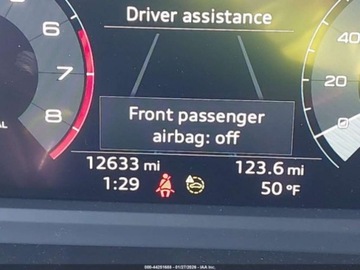 Driver assistance
6
7
8
40
20
0
Front passenger
airbag: off
12633 mi
123.6 mi
1:29
50 °F